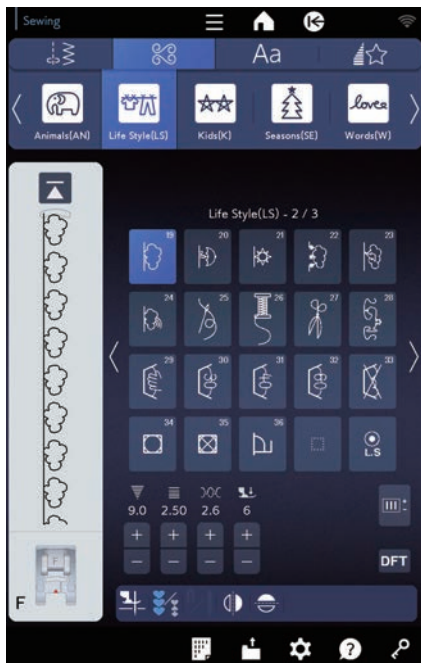 Sewing
Aa
Animals(AN) Life Style(LS) Kids(K) Seasons(SE) Words(W)
Life Style(LS) - 2 / 3
19 20 21 22 23
24 25 26 27 28
29 30 31 32 33
34 35 36
L.S
9.0 2.50 2.6 6
+ + + +
− − − −
DFT
F